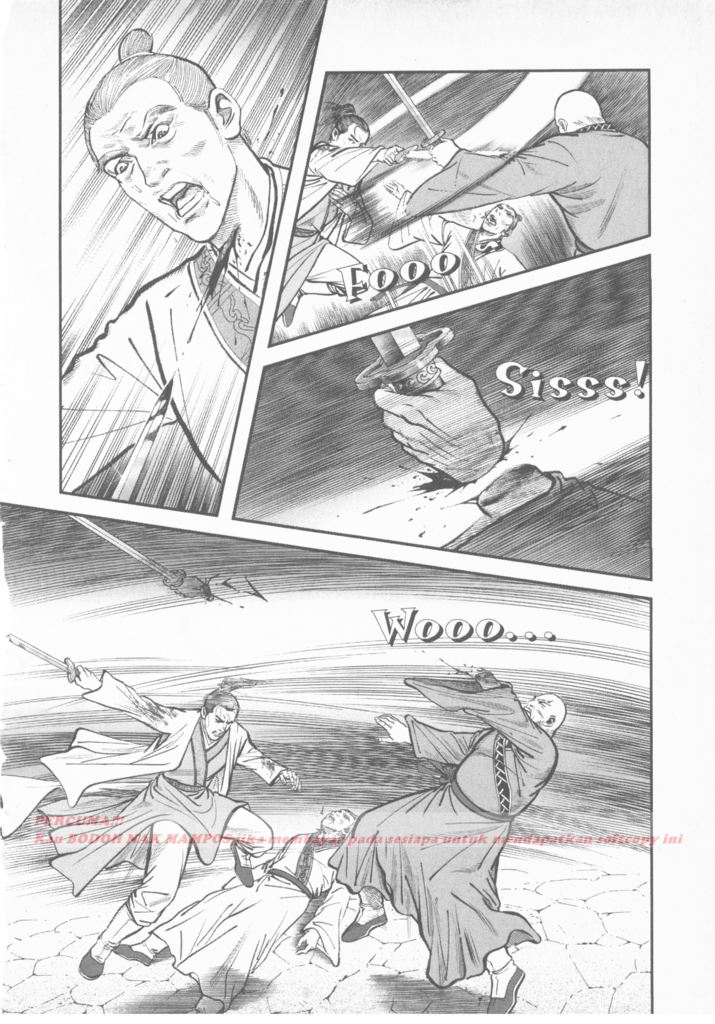 Fooo
Sisss!
Wooo...
PERCUMA!!!
Kau BODOH NAK MAMPOS jika membayar pada sesiapa untuk mendapatkan softcopy ini